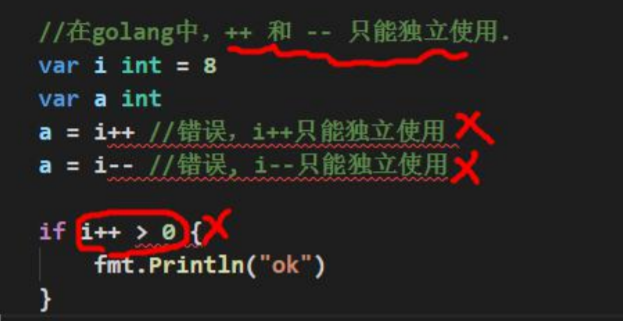 //在golang中，++ 和 -- 只能独立使用.
var i int = 8
var a int
a = i++ //错误，i++只能独立使用
a = i-- //错误, i--只能独立使用
if i++ > 0 {
fmt.Println("ok")
}